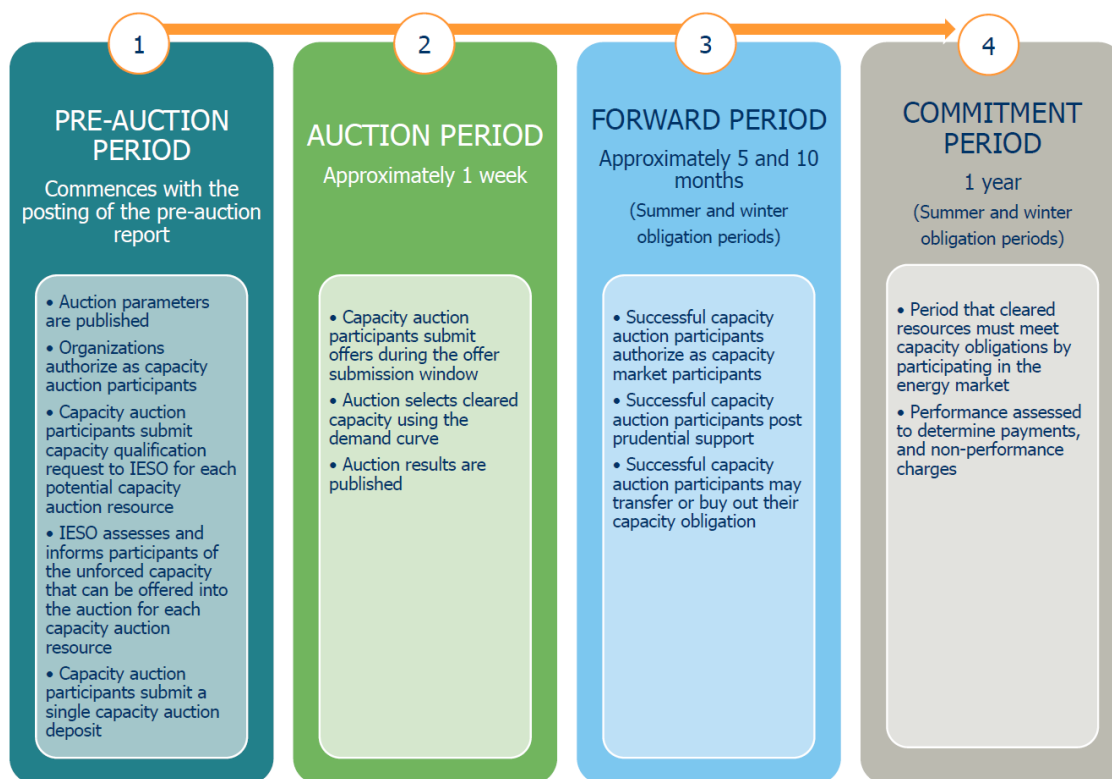 1
PRE-AUCTION
PERIOD
Commences with the
posting of the pre-auction
report
• Auction parameters
are published
• Organizations
authorize as capacity
auction participants
• Capacity auction
participants submit
capacity qualification
request to IESO for each
potential capacity
auction resource
• IESO assesses and
informs participants of
the unforced capacity
that can be offered into
the auction for each
capacity auction
resource
• Capacity auction
participants submit a
single capacity auction
deposit
2
AUCTION PERIOD
Approximately 1 week
• Capacity auction
participants submit
offers during the offer
submission window
• Auction selects cleared
capacity using the
demand curve
• Auction results are
published
3
FORWARD PERIOD
Approximately 5 and 10
months
(Summer and winter
obligation periods)
• Successful capacity
auction participants
authorize as capacity
market participants
• Successful capacity
auction participants post
prudential support
• Successful capacity
auction participants may
transfer or buy out their
capacity obligation
4
COMMITMENT
PERIOD
1 year
(Summer and winter
obligation periods)
• Period that cleared
resources must meet
capacity obligations by
participating in the
energy market
• Performance assessed
to determine payments,
and non-performance
charges